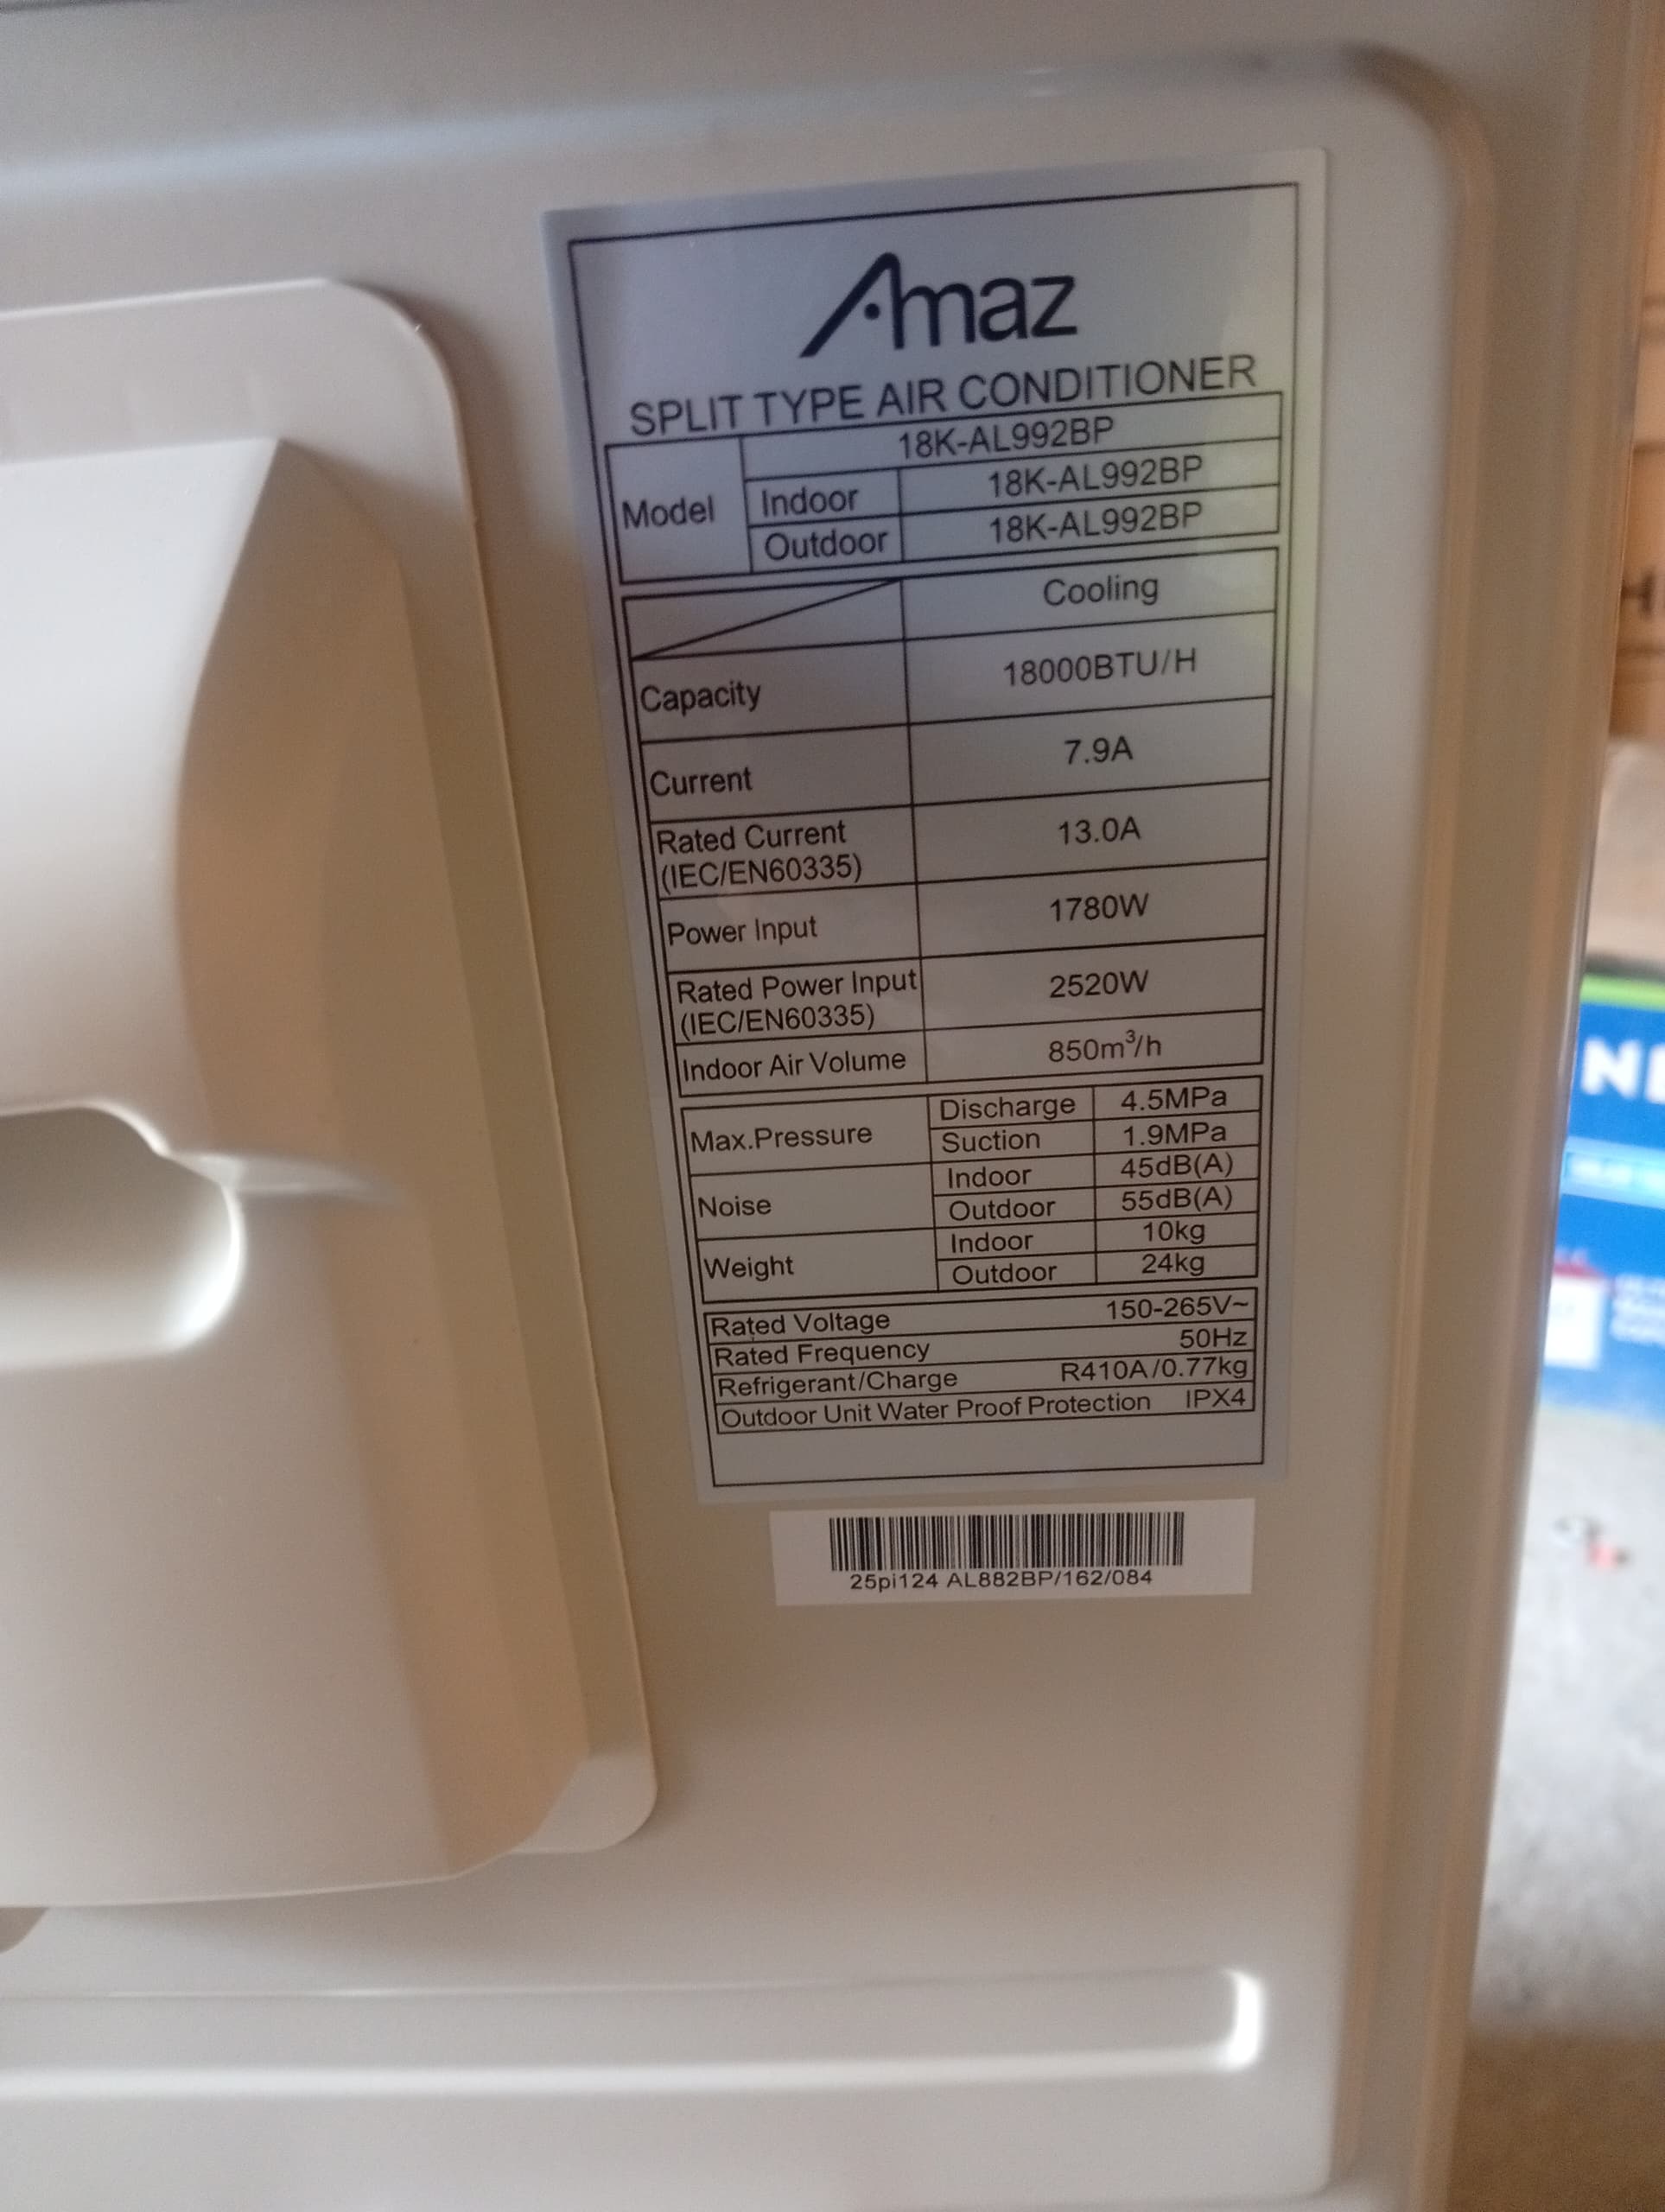 Amaz
SPLIT TYPE AIR CONDITIONER
Model 18K-AL992BP
Indoor 18K-AL992BP
Outdoor 18K-AL992BP
Cooling
Capacity 18000BTU/H
Current 7.9A
Rated Current (IEC/EN60335) 13.0A
Power Input 1780W
Rated Power Input (IEC/EN60335) 2520W
Indoor Air Volume 850m³/h
Max.Pressure Discharge 4.5MPa
Suction 1.9MPa
Noise Indoor 45dB(A)
Outdoor 55dB(A)
Weight Indoor 10kg
Outdoor 24kg
Rated Voltage 150-265V~
Rated Frequency 50Hz
Refrigerant/Charge R410A/0.77kg
Outdoor Unit Water Proof Protection IPX4
25pi124 AL882BP/162/084